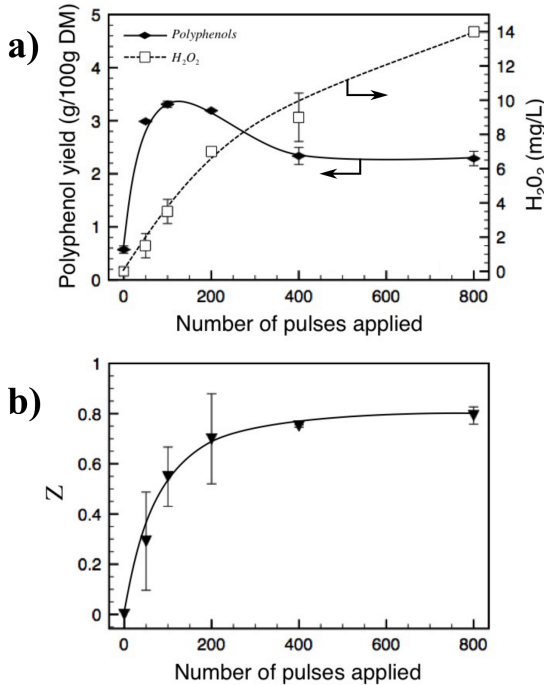 a)
Polyphenols
H₂O₂
Polyphenol yield (g/100g DM)
5
4
3
2
1
0
14
12
10
8
6
4
2
0
H₂0₂ (mg/L)
0 200 400 600 800
Number of pulses applied
b)
Z
1
0.8
0.6
0.4
0.2
0
0 200 400 600 800
Number of pulses applied